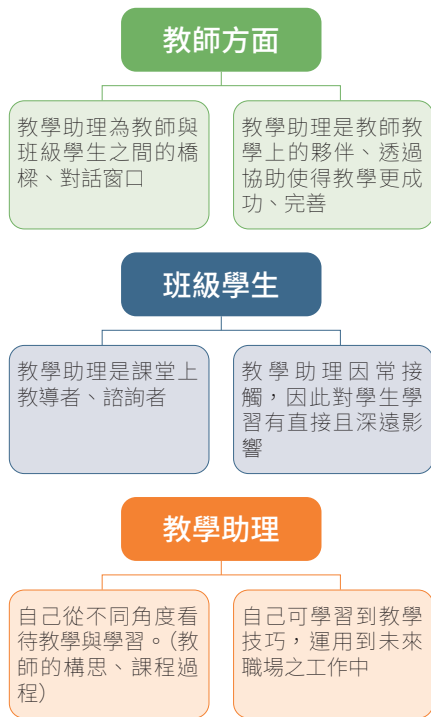 教師方面
教學助理為教師與
班級學生之間的橋
樑、對話窗口
教學助理是教師教
學上的夥伴、透過
協助使得教學更成
功、完善
班級學生
教學助理是課堂上
教導者、諮詢者
教學助理因常接
觸，因此對學生學
習有直接且深遠影
響
教學助理
自己從不同角度看
待教學與學習。(教
師的構思、課程過
程)
自己可學習到教學
技巧，運用到未來
職場之工作中